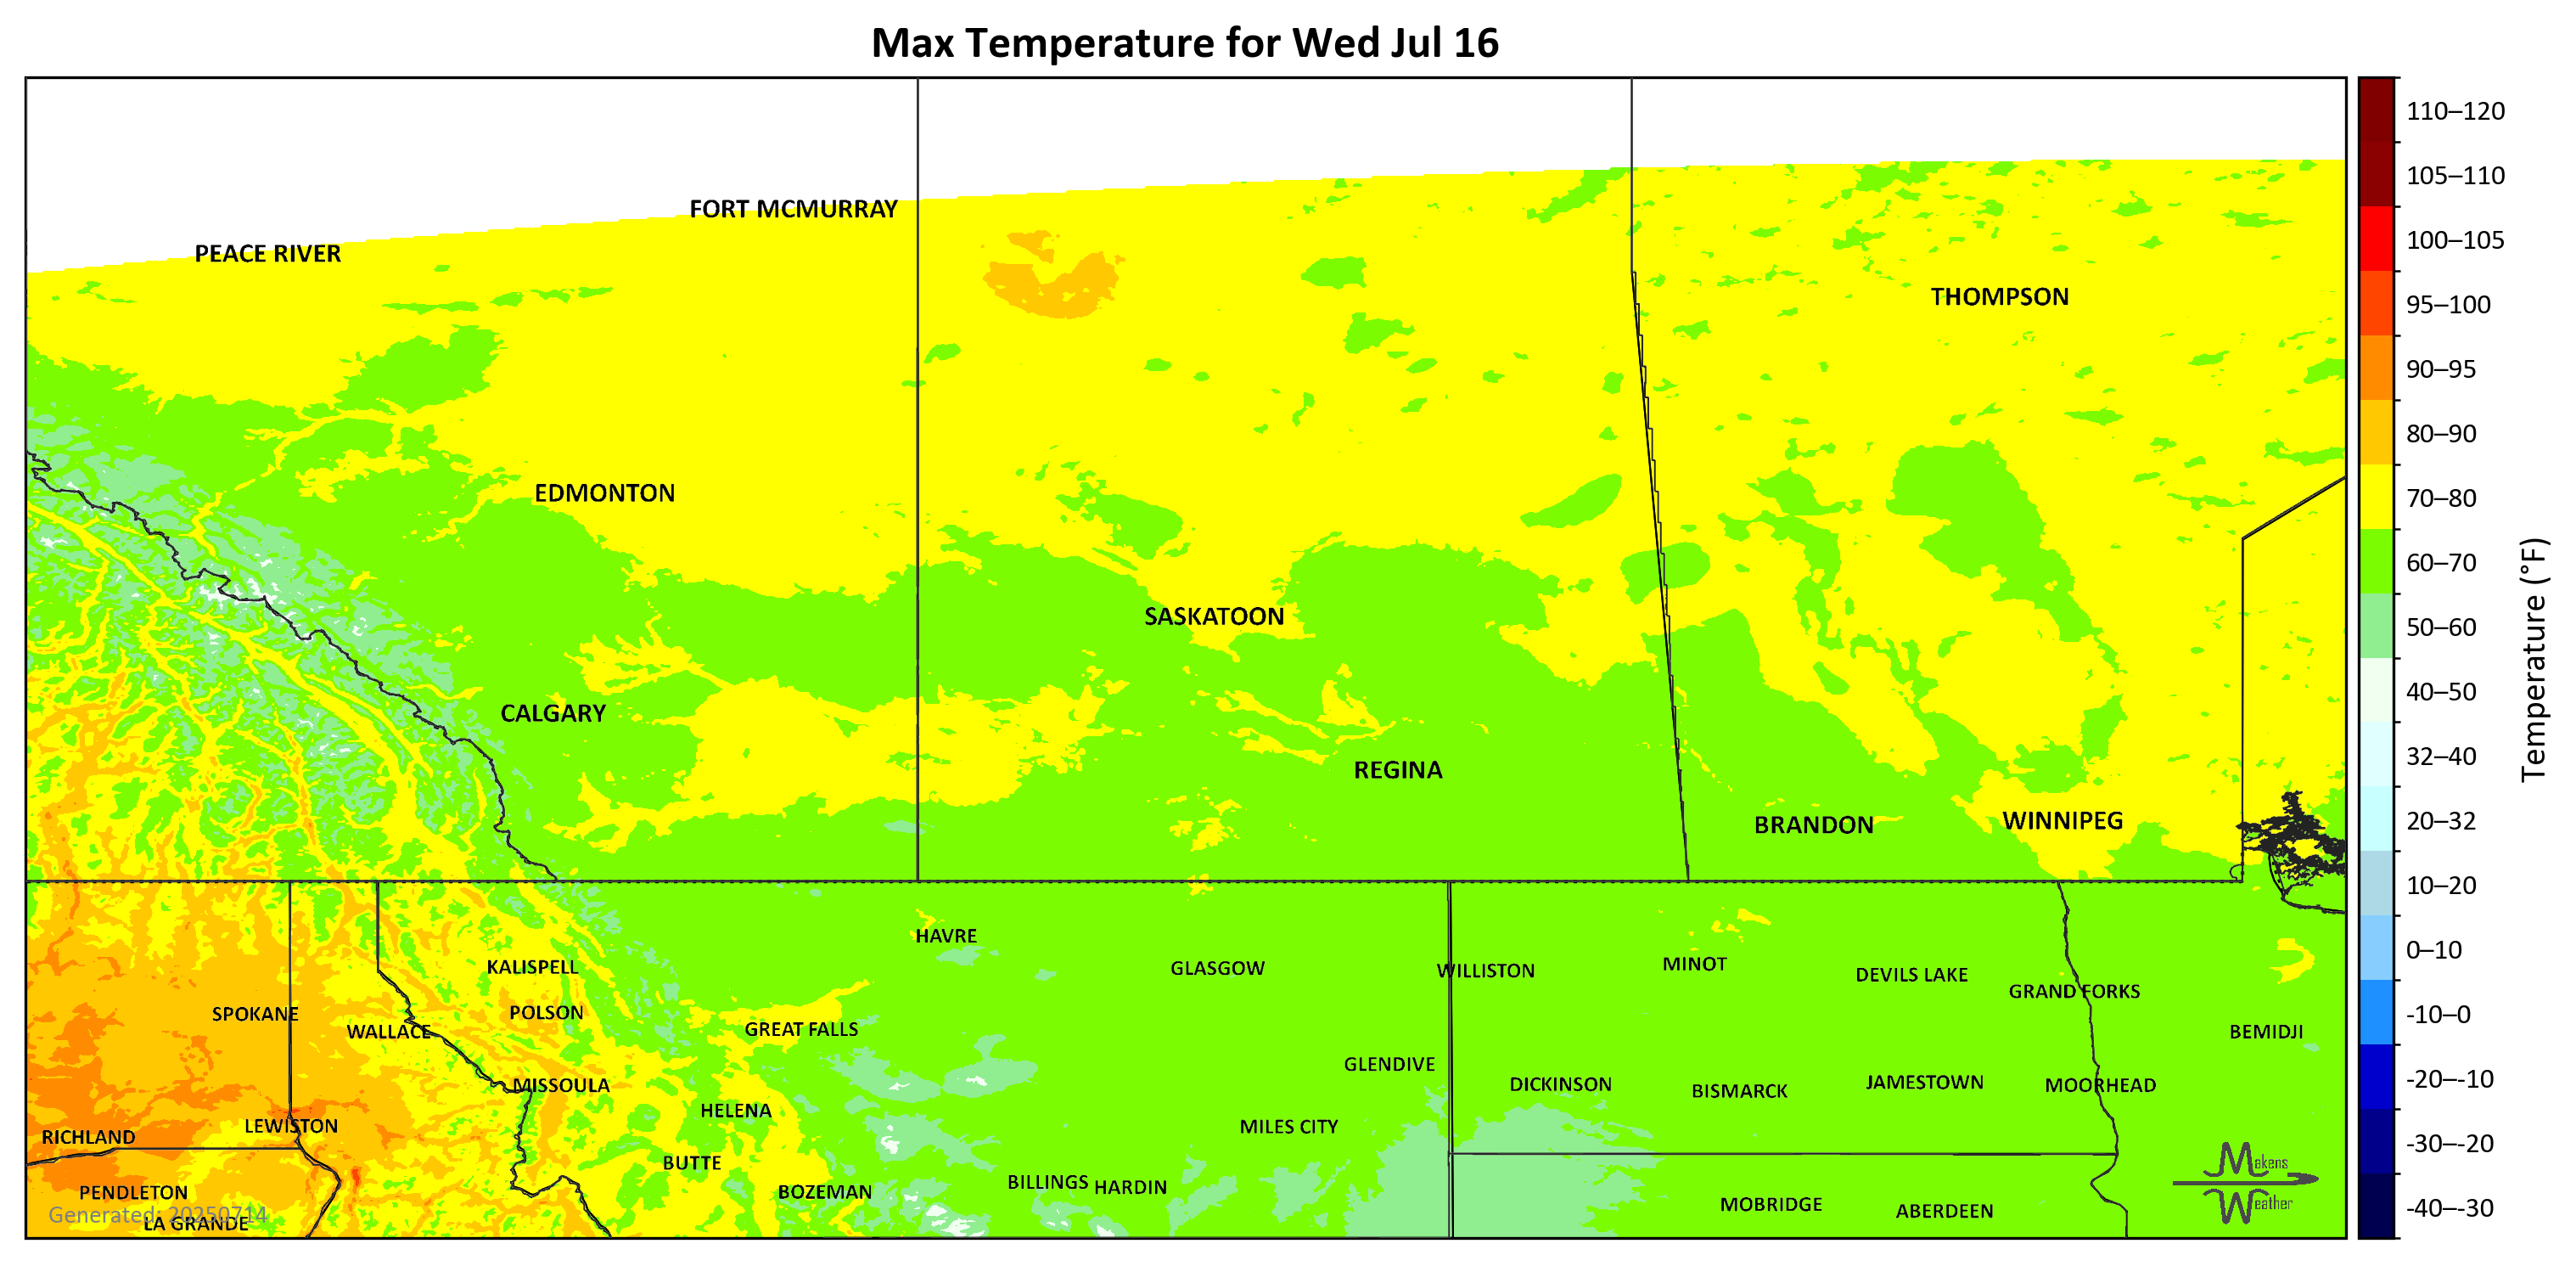 Max Temperature for Wed Jul 16
110–120
105–110
FORT MCMURRAY
100–105
PEACE RIVER
THOMPSON
95–100
90–95
80–90
EDMONTON
70–80
60–70
SASKATOON
50–60
Temperature (°F)
40–50
CALGARY
REGINA
32–40
BRANDON
WINNIPEG
20–32
10–20
HAVRE
0–10
KALISPELL
GLASGOW
WILLISTON
MINOT
DEVILS LAKE
GRAND FORKS
SPOKANE
POLSON
-10–0
WALLACE
GREAT FALLS
BEMIDJI
GLENDIVE
MISSOULA
DICKINSON
BISMARCK
JAMESTOWN
MOORHEAD
-20–-10
HELENA
LEWISTON
MILES CITY
RICHLAND
-30–-20
BUTTE
Makens
Weather
PENDLETON
BOZEMAN
BILLINGS
HARDIN
MOBRIDGE
ABERDEEN
-40–-30
Generated: 20250714
LA GRANDE